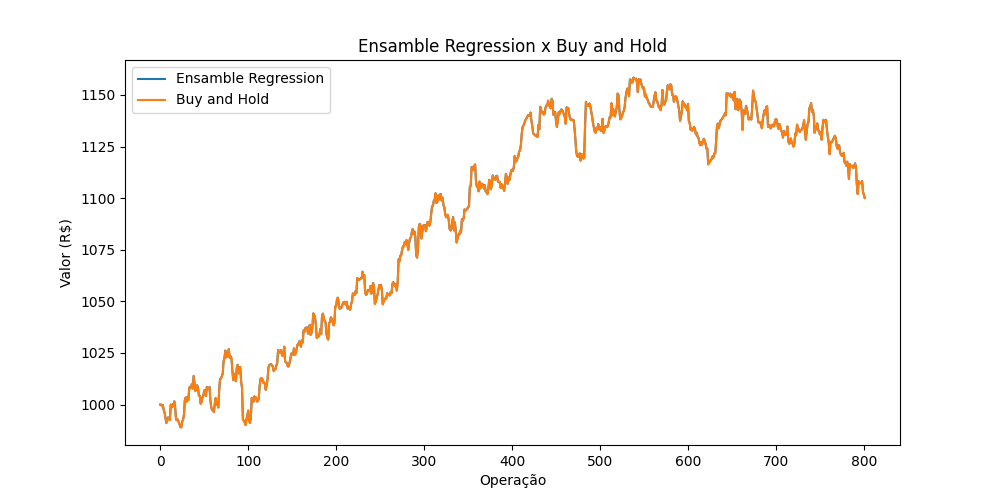 Ensamble Regression x Buy and Hold
Ensamble Regression
Buy and Hold
Valor (R$)
1150
1125
1100
1075
1050
1025
1000
0 100 200 300 400 500 600 700 800
Operação